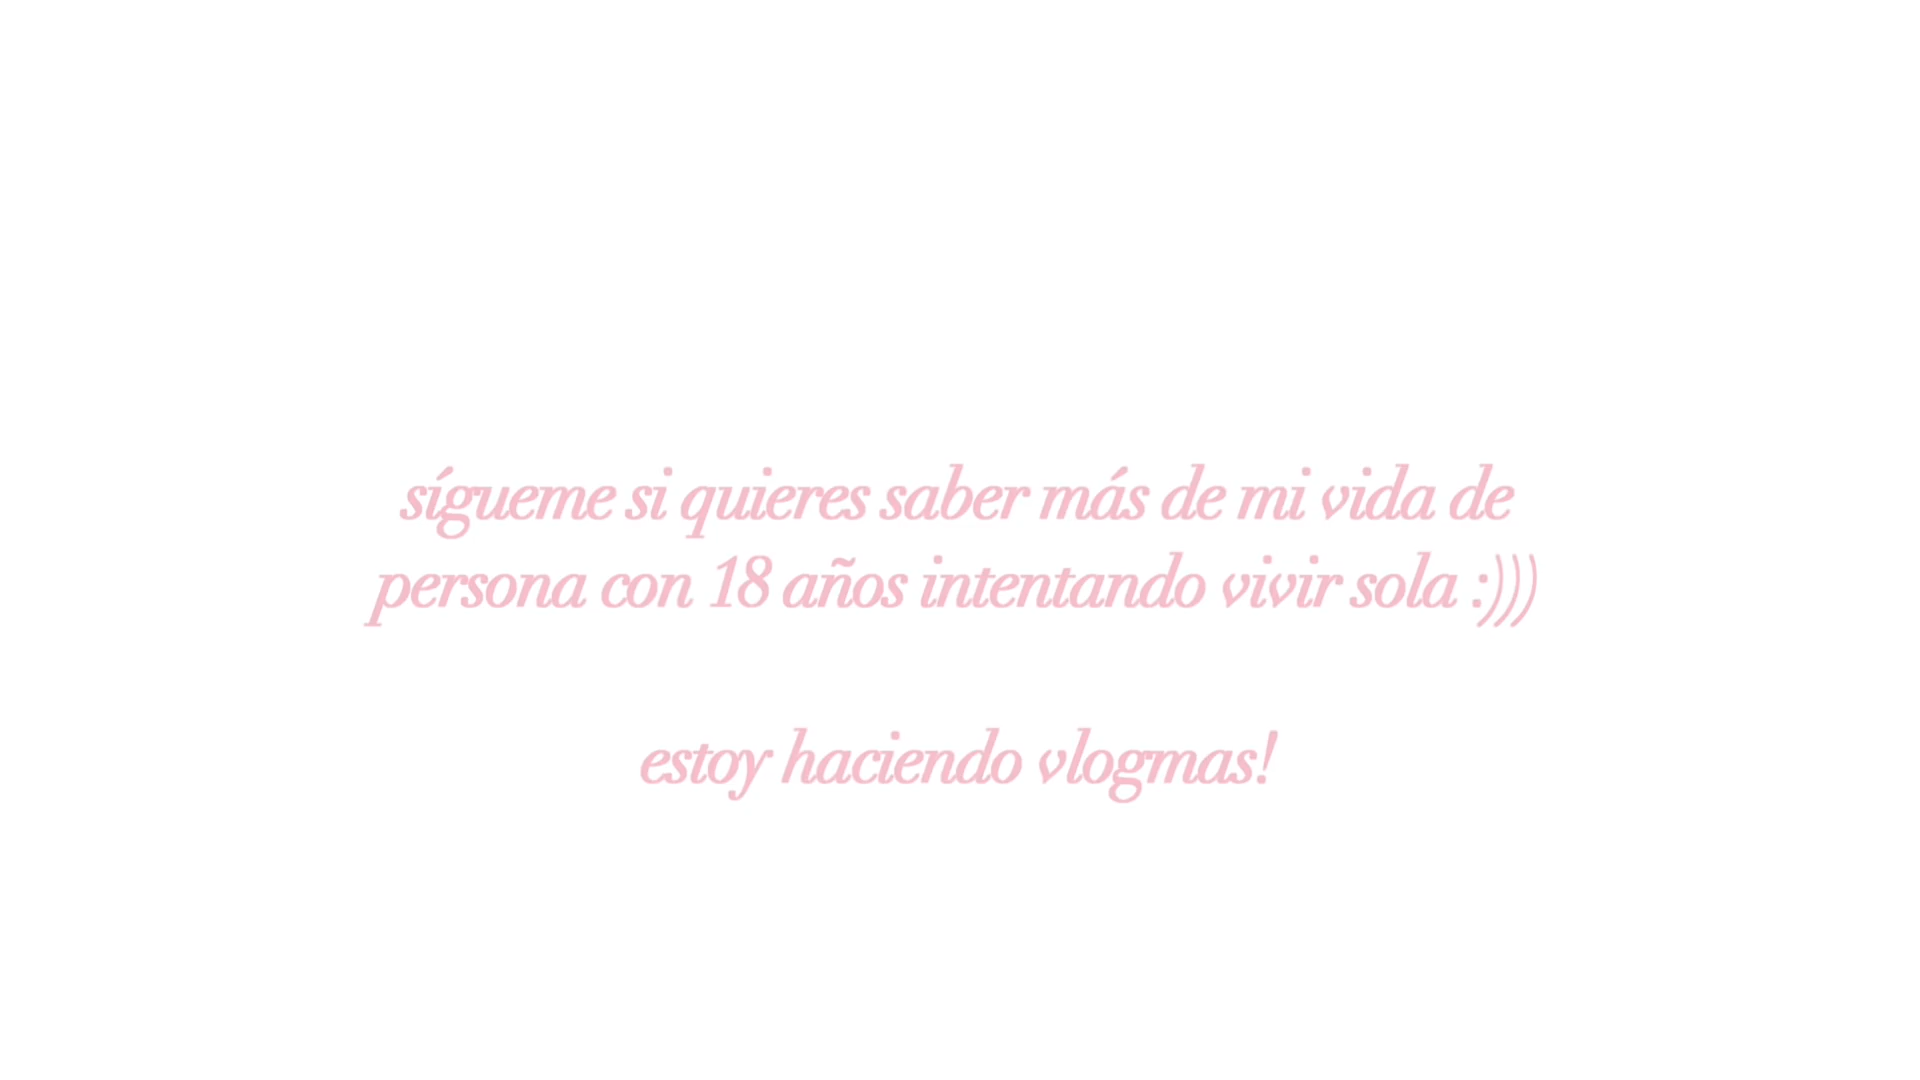 sígueme si quieres saber más de mi vida de
persona con 18 años intentando vivir sola :)))
estoy haciendo vlogmas!